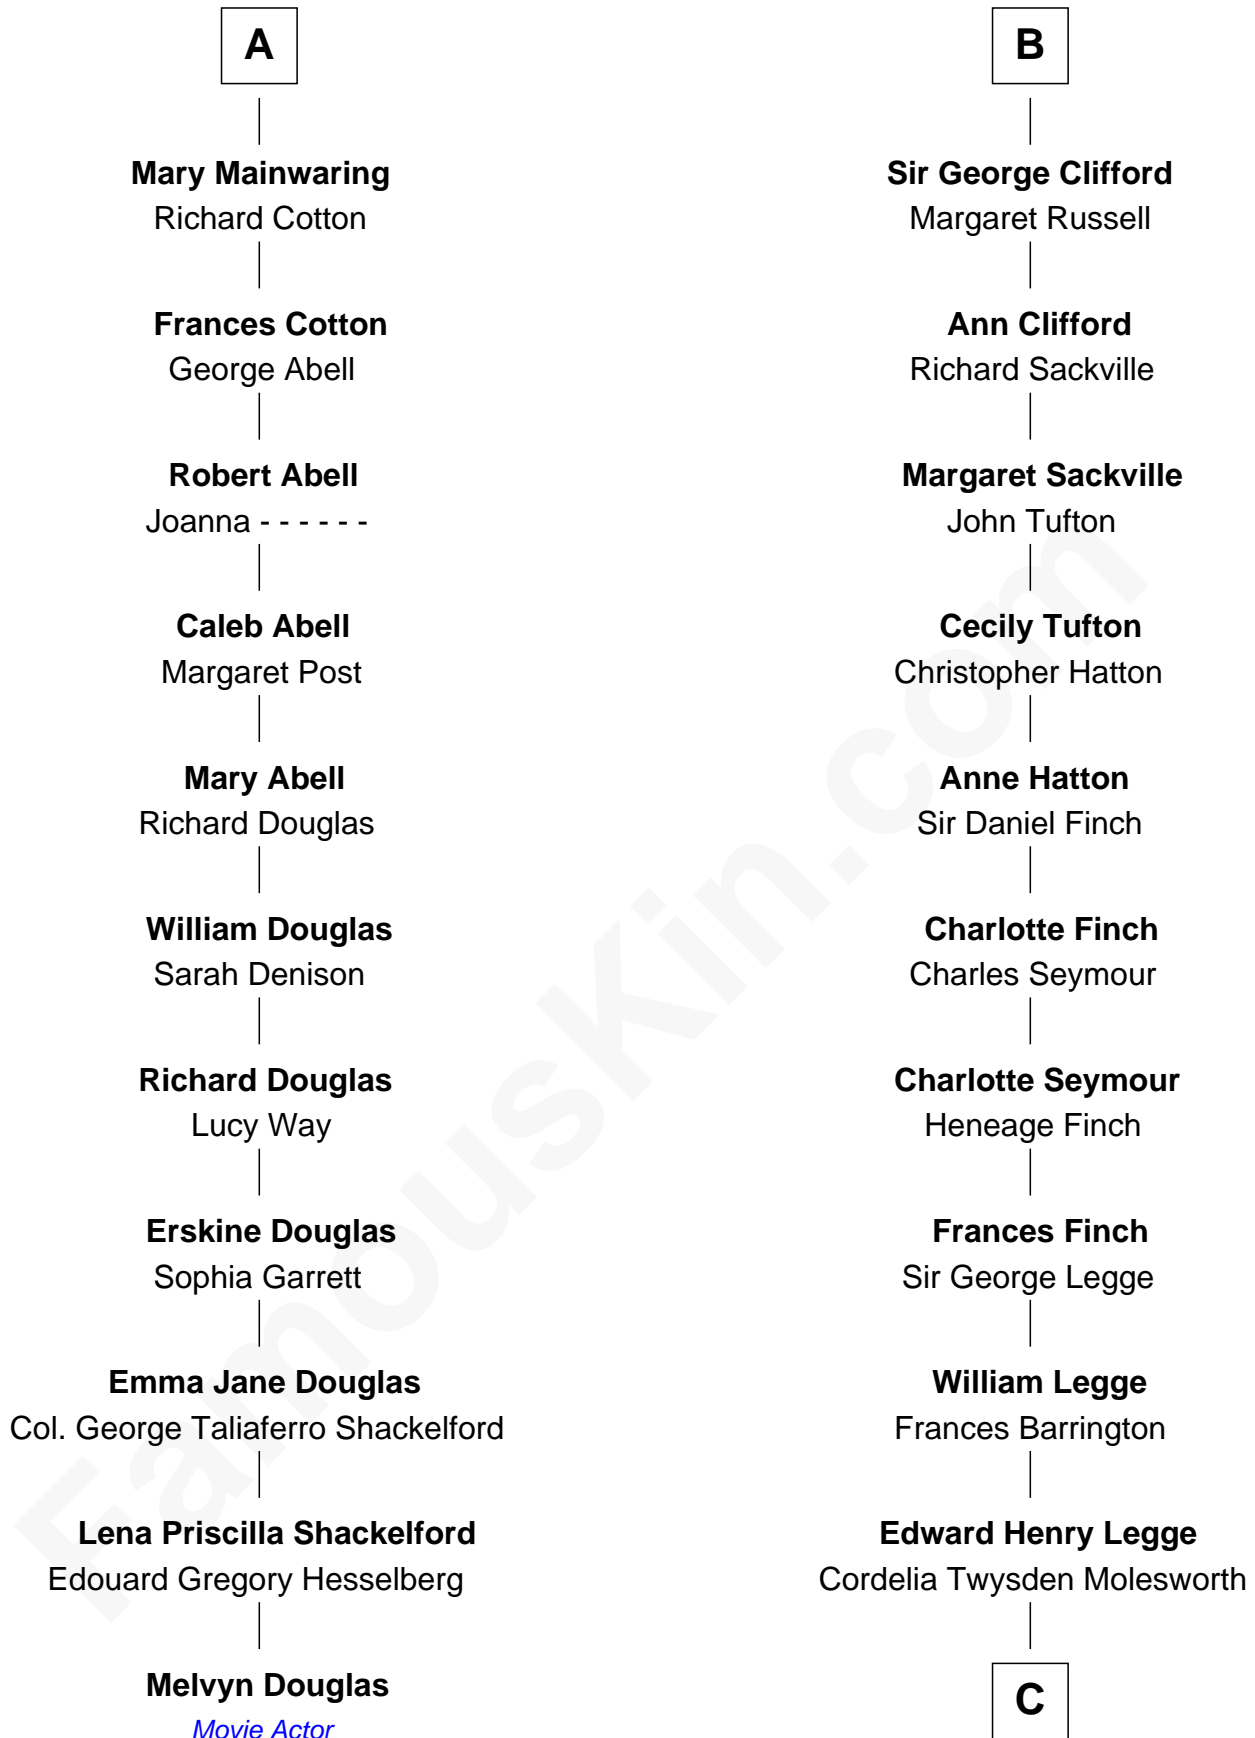 A
Mary Mainwaring
Richard Cotton
Frances Cotton
George Abell
Robert Abell
Joanna - - - - - -
Caleb Abell
Margaret Post
Mary Abell
Richard Douglas
William Douglas
Sarah Denison
Richard Douglas
Lucy Way
Erskine Douglas
Sophia Garrett
Emma Jane Douglas
Col. George Taliaferro Shackelford
Lena Priscilla Shackelford
Edouard Gregory Hesselberg
Melvyn Douglas
Movie Actor
B
Sir George Clifford
Margaret Russell
Ann Clifford
Richard Sackville
Margaret Sackville
John Tufton
Cecily Tufton
Christopher Hatton
Anne Hatton
Sir Daniel Finch
Charlotte Finch
Charles Seymour
Charlotte Seymour
Heneage Finch
Frances Finch
Sir George Legge
William Legge
Frances Barrington
Edward Henry Legge
Cordelia Twysden Molesworth
C
FamousKin.com